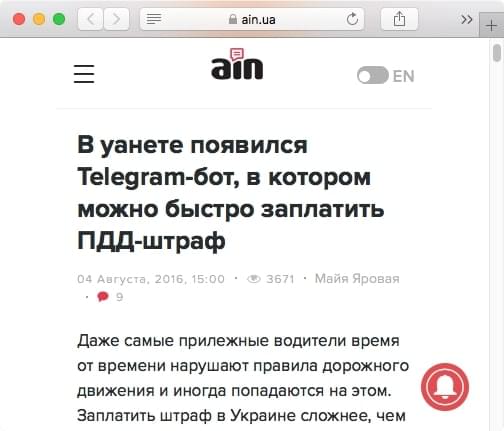 ain.ua
ain
EN
В уанете появился
Telegram-бот, в котором
можно быстро заплатить
ПДД-штраф
04 Августа, 2016, 15:00 · 3671 · Майя Яровая
· 9
Даже самые прилежные водители время
от времени нарушают правила дорожного
движения и иногда попадаются на этом.
Заплатить штраф в Украине сложнее, чем